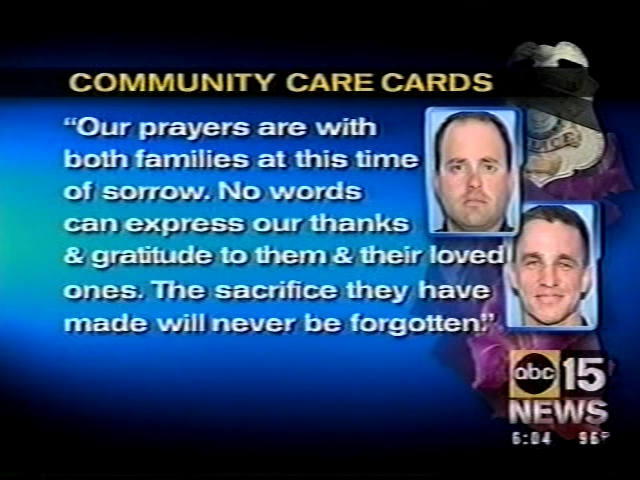 COMMUNITY CARE CARDS
“Our prayers are with
both families at this time
of sorrow. No words
can express our thanks
& gratitude to them & their loved
ones. The sacrifice they have
made will never be forgotten.”
abc 15
NEWS
6:04 96°